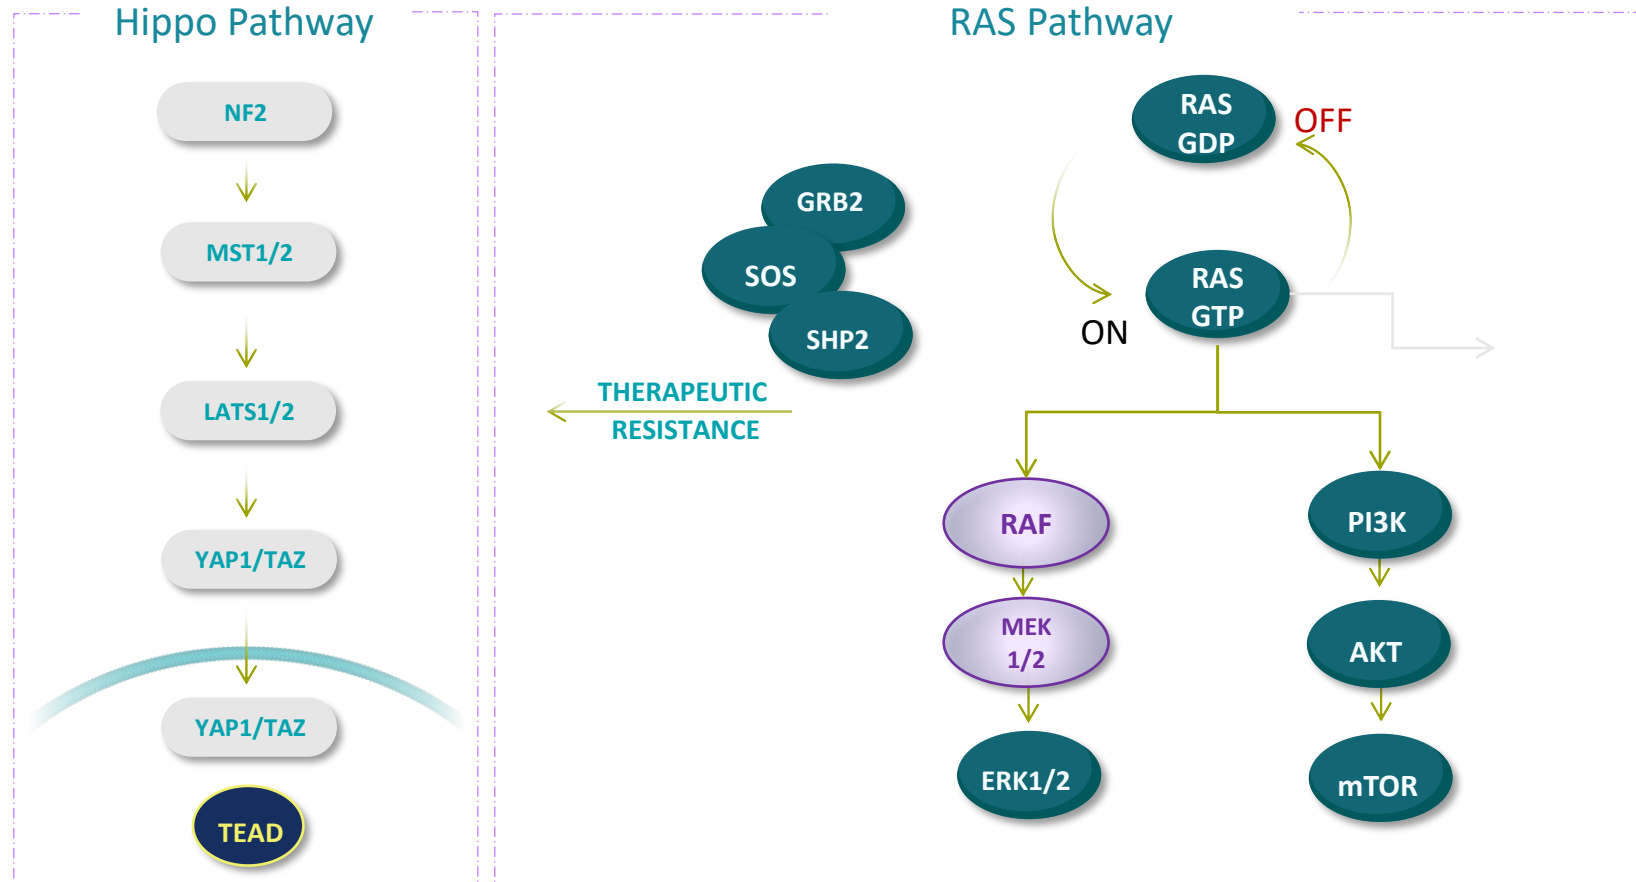 Hippo Pathway
NF2
MST1/2
LATS1/2
YAP1/TAZ
YAP1/TAZ
TEAD
RAS Pathway
RAS
GDP
OFF
GRB2
SOS
SHP2
RAS
GTP
ON
THERAPEUTIC
RESISTANCE
RAF
MEK
1/2
ERK1/2
PI3K
AKT
mTOR